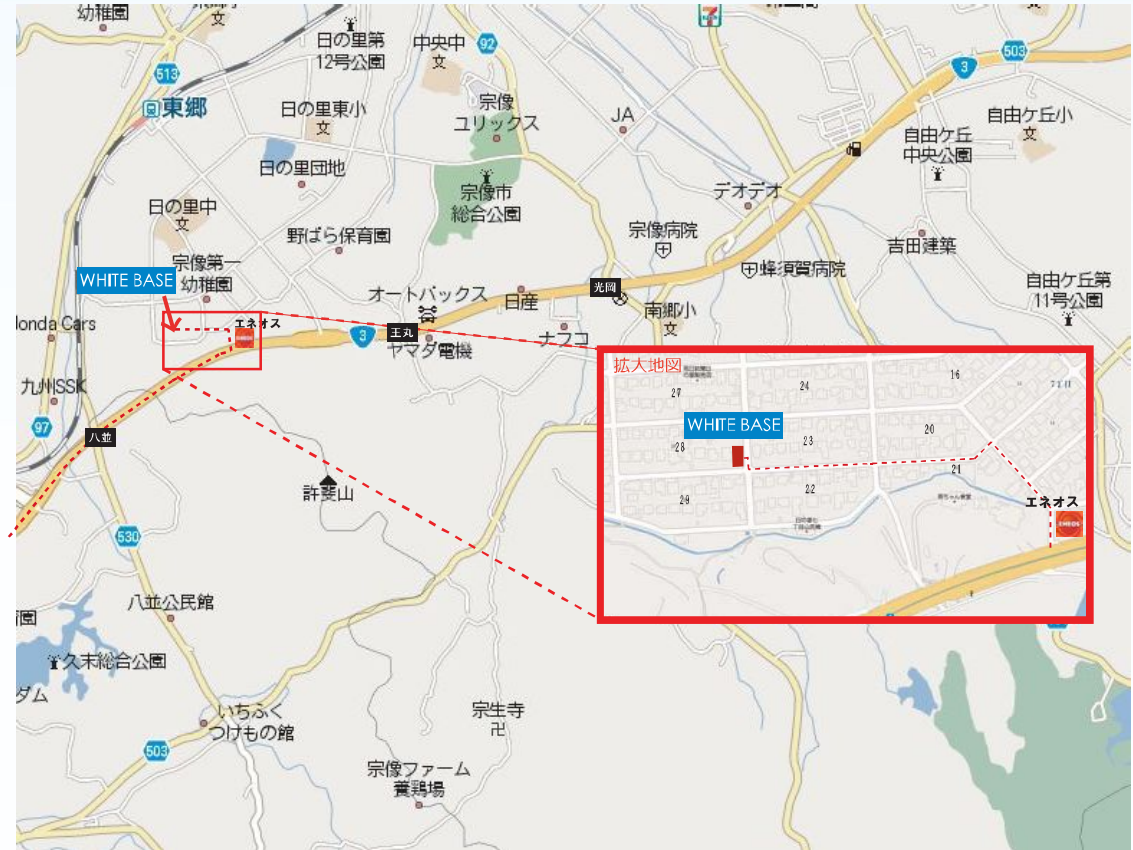 幼稚園
文
513
東郷
日の里第
12号公園
中央中
文
92
宗像
ユリックス
日の里東小
文
日の里団地
宗像市
総合公園
日の里中
文
野ばら保育園
宗像第一
幼稚園
WHITE BASE
JA
503
3
自由ケ丘小
文
自由ケ丘
中央公園
デオデオ
宗像病院
吉田建築
蜂須賀病院
自由ケ丘第
11号公園
オートバックス
日産
光岡
南郷小
文
エネオス
3
王丸
ヤマダ電機
ナフコ
Honda Cars
九州SSK
97
八並
許斐山
530
八並公民館
久末総合公園
ダム
いちふく
つけもの館
503
宗生寺
卍
宗像ファーム
養鶏場
拡大地図
27
24
16
WHITE BASE
28
23
20
21
29
22
エネオス
ENEOS